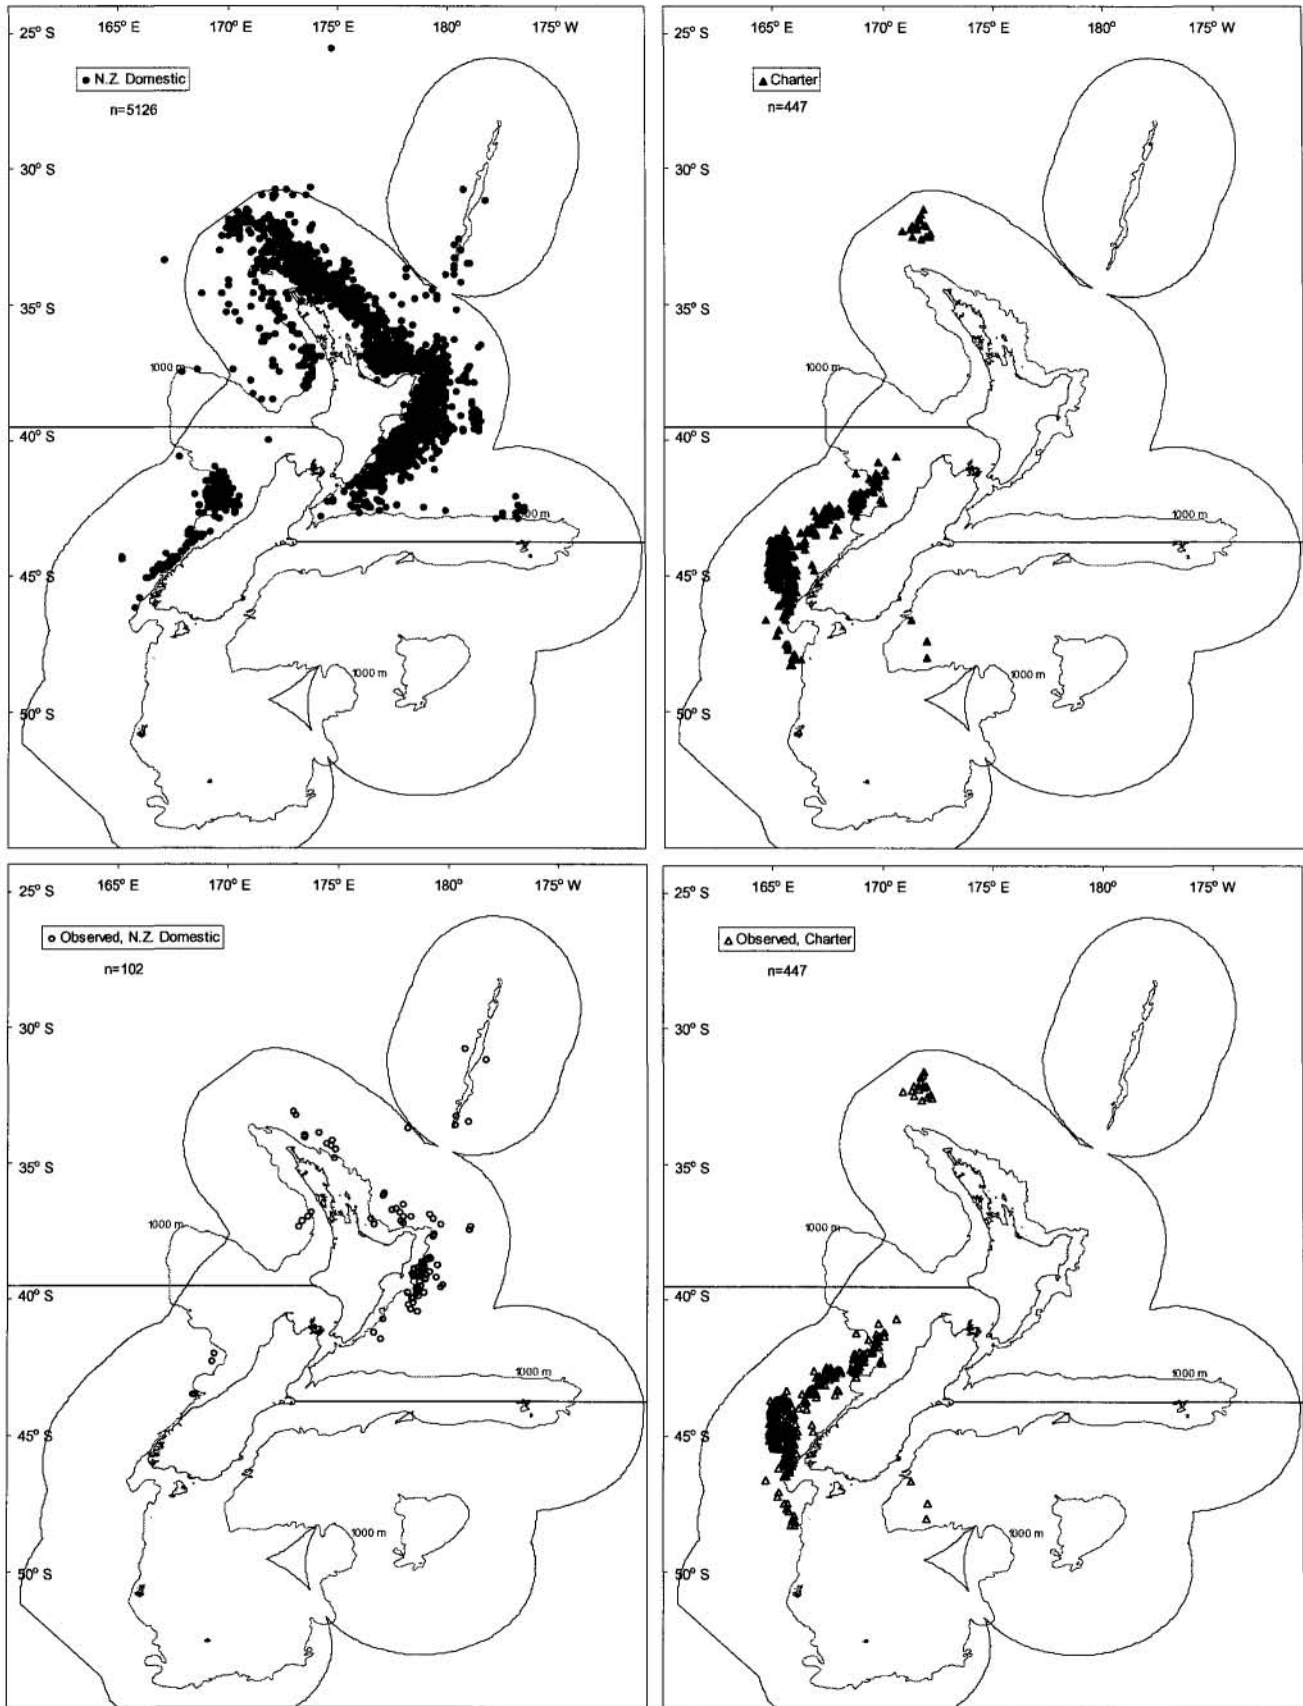 165° E 170° E 175° E 180° 175° W
25° S
● N.Z. Domestic
n=5126
30° S
35° S
1000 m
40° S
1000 m
45° S
1000 m
50° S
165° E 170° E 175° E 180° 175° W
25° S
▲ Charter
n=447
30° S
35° S
1000 m
40° S
1000 m
45° S
1000 m
50° S
165° E 170° E 175° E 180° 175° W
25° S
○ Observed, N.Z. Domestic
n=102
30° S
35° S
1000 m
40° S
1000 m
45° S
1000 m
50° S
165° E 170° E 175° E 180° 175° W
25° S
△ Observed, Charter
n=447
30° S
35° S
1000 m
40° S
1000 m
45° S
1000 m
50° S